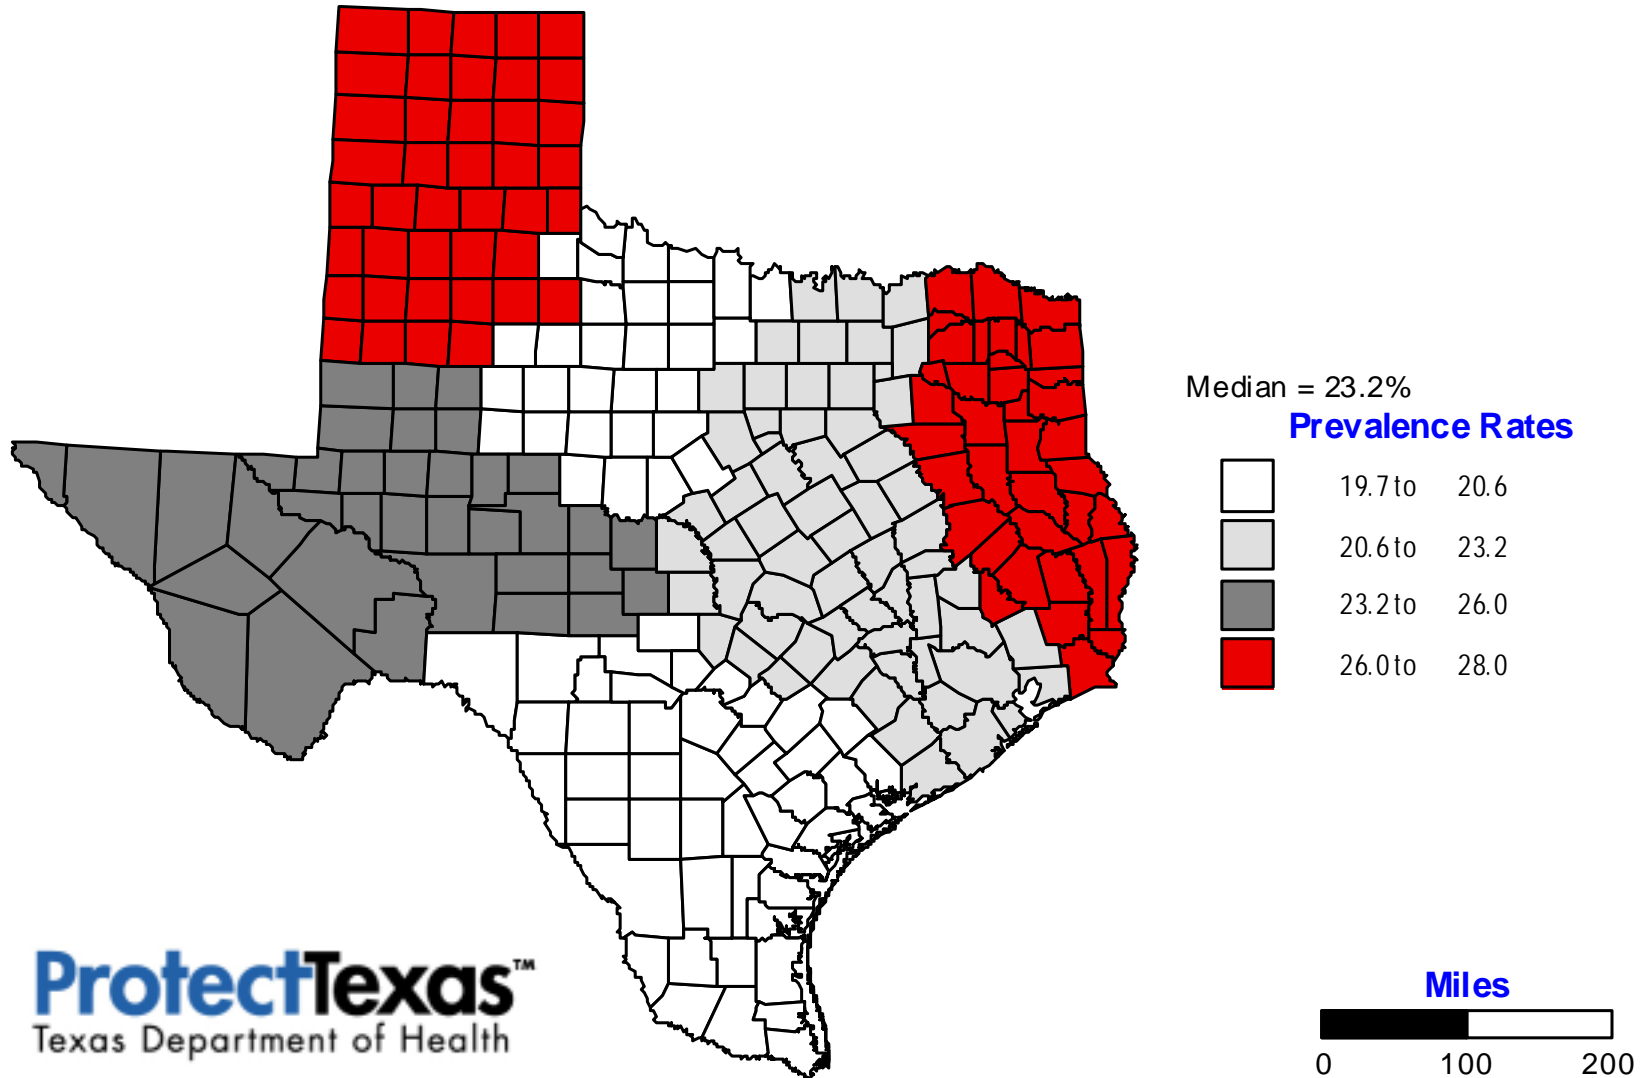 Median = 23.2%
Prevalence Rates
19.7 to 20.6
20.6 to 23.2
23.2 to 26.0
26.0 to 28.0
ProtectTexas™
Texas Department of Health
Miles
0 100 200